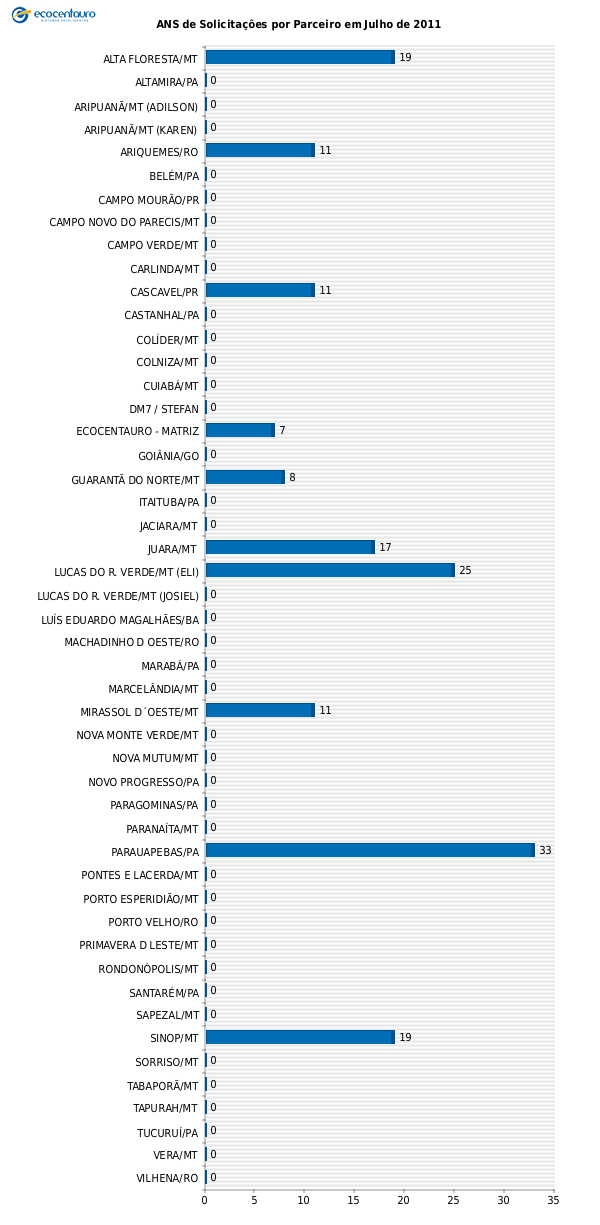 ecocentauro
ANS de Solicitações por Parceiro em Julho de 2011
ALTA FLORESTA/MT 19
ALTAMIRA/PA 0
ARIPUANÃ/MT (ADILSON) 0
ARIPUANÃ/MT (KAREN) 0
ARIQUEMES/RO 11
BELÉM/PA 0
CAMPO MOURÃO/PR 0
CAMPO NOVO DO PARECIS/MT 0
CAMPO VERDE/MT 0
CARLINDA/MT 0
CASCAVEL/PR 11
CASTANHAL/PA 0
COLÍDER/MT 0
COLNIZA/MT 0
CUIABÁ/MT 0
DM7 / STEFAN 0
ECOCENTAURO - MATRIZ 7
GOIÂNIA/GO 0
GUARANTÃ DO NORTE/MT 8
ITAITUBA/PA 0
JACIARA/MT 0
JUARA/MT 17
LUCAS DO R. VERDE/MT (ELI) 25
LUCAS DO R. VERDE/MT (JOSIEL) 0
LUÍS EDUARDO MAGALHÃES/BA 0
MACHADINHO D OESTE/RO 0
MARABÁ/PA 0
MARCELÂNDIA/MT 0
MIRASSOL D´OESTE/MT 11
NOVA MONTE VERDE/MT 0
NOVA MUTUM/MT 0
NOVO PROGRESSO/PA 0
PARAGOMINAS/PA 0
PARANAÍTA/MT 0
PARAUAPEBAS/PA 33
PONTES E LACERDA/MT 0
PORTO ESPERIDIÃO/MT 0
PORTO VELHO/RO 0
PRIMAVERA D LESTE/MT 0
RONDONÓPOLIS/MT 0
SANTARÉM/PA 0
SAPEZAL/MT 0
SINOP/MT 19
SORRISO/MT 0
TABAPORÃ/MT 0
TAPURAH/MT 0
TUCURUÍ/PA 0
VERA/MT 0
VILHENA/RO 0
0 5 10 15 20 25 30 35